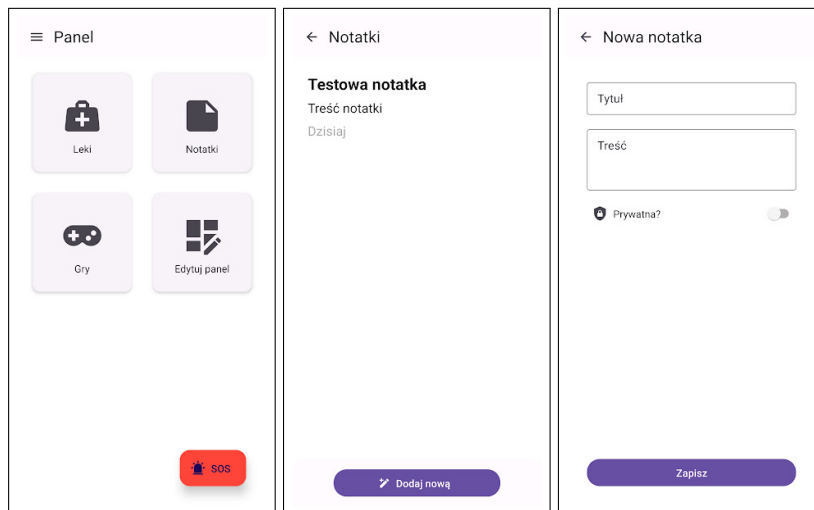 Panel
Leki
Notatki
Gry
Edytuj panel
SOS
Notatki
Testowa notatka
Treść notatki
Dzisiaj
Dodaj nową
Nowa notatka
Tytuł
Treść
Prywatna?
Zapisz